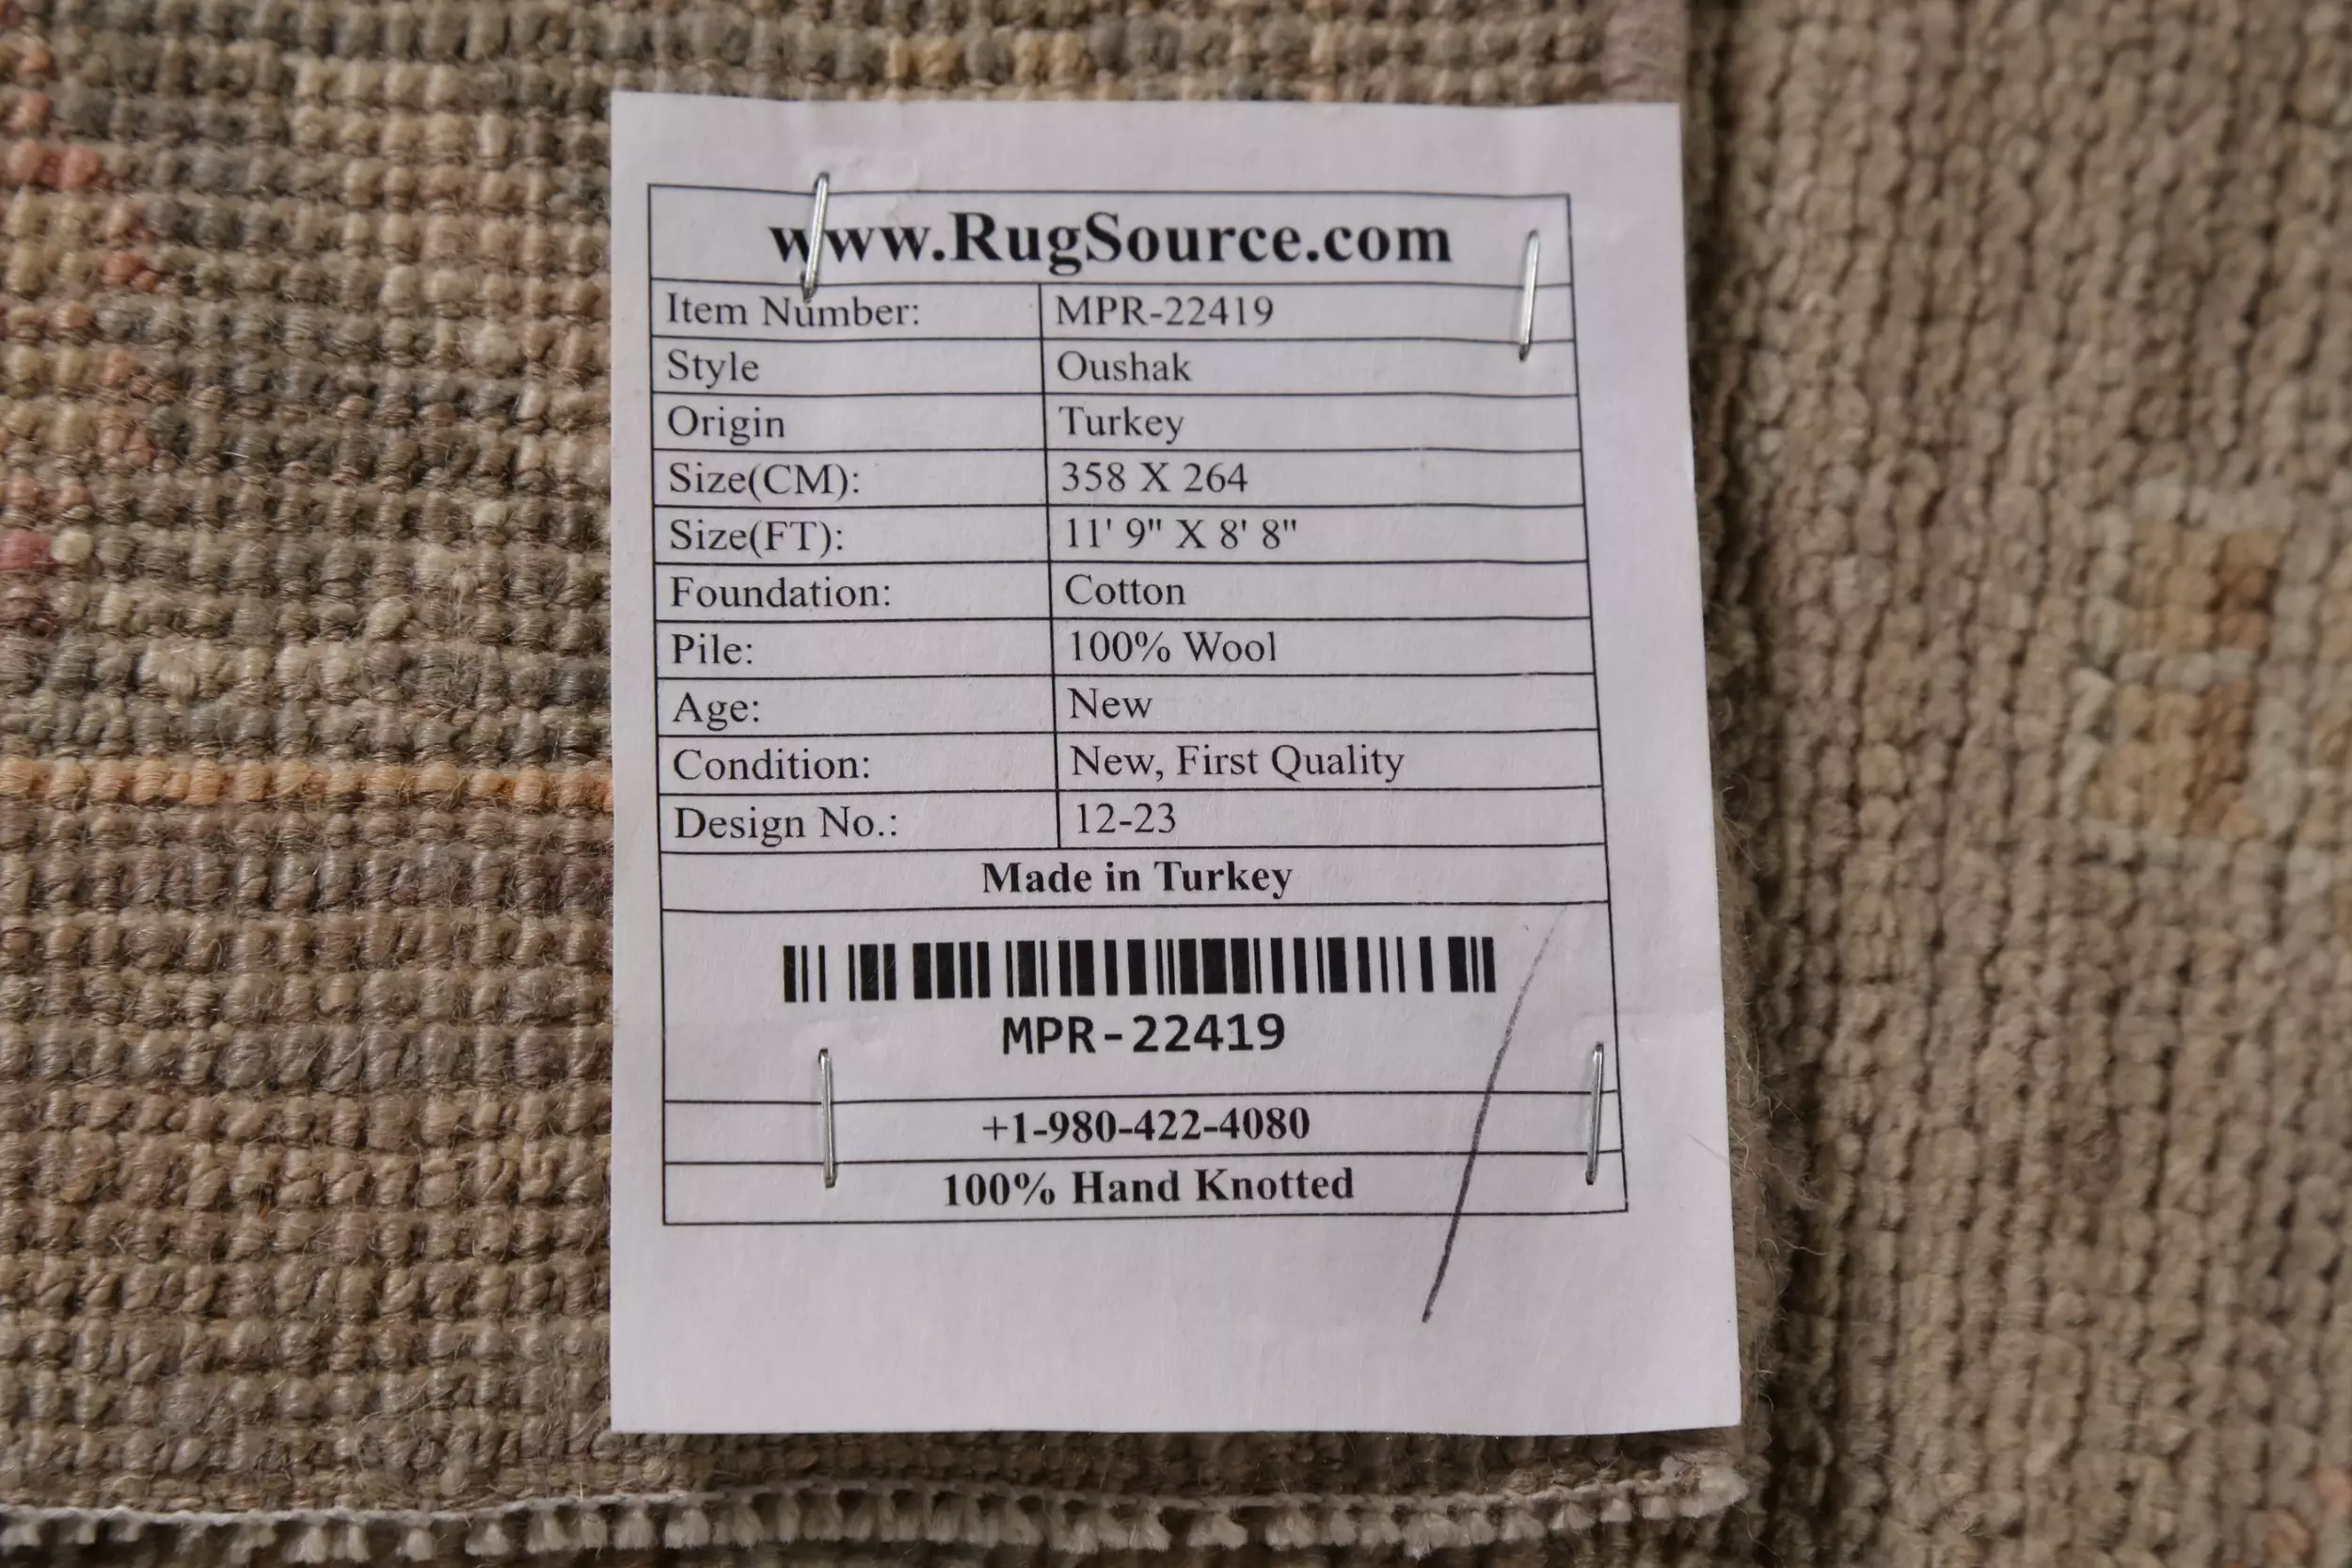 www.RugSource.com
Item Number: MPR-22419
Style Oushak
Origin Turkey
Size(CM): 358 X 264
Size(FT): 11' 9" X 8' 8"
Foundation: Cotton
Pile: 100% Wool
Age: New
Condition: New, First Quality
Design No.: 12-23
Made in Turkey
MPR-22419
+1-980-422-4080
100% Hand Knotted